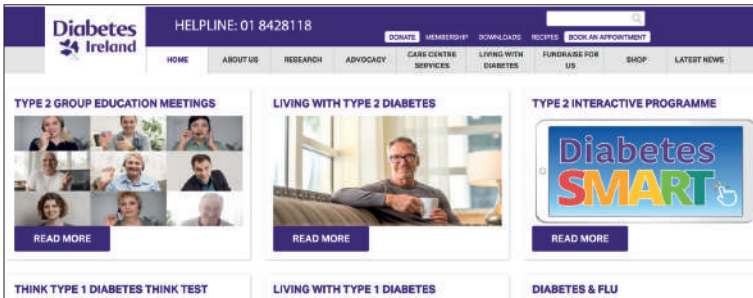 Diabetes
Ireland
HELPLINE: 01 8428118
DONATE MEMBERSHIP DOWNLOADS RECIPES BOOK AN APPOINTMENT
HOME
ABOUT US
RESEARCH
ADVOCACY
CARE CENTRE
SERVICES
LIVING WITH
DIABETES
FUNDRAISE FOR
US
SHOP
LATEST NEWS
TYPE 2 GROUP EDUCATION MEETINGS
READ MORE
LIVING WITH TYPE 2 DIABETES
READ MORE
TYPE 2 INTERACTIVE PROGRAMME
Diabetes
SMART
READ MORE
THINK TYPE 1 DIABETES THINK TEST
LIVING WITH TYPE 1 DIABETES
DIABETES & FLU